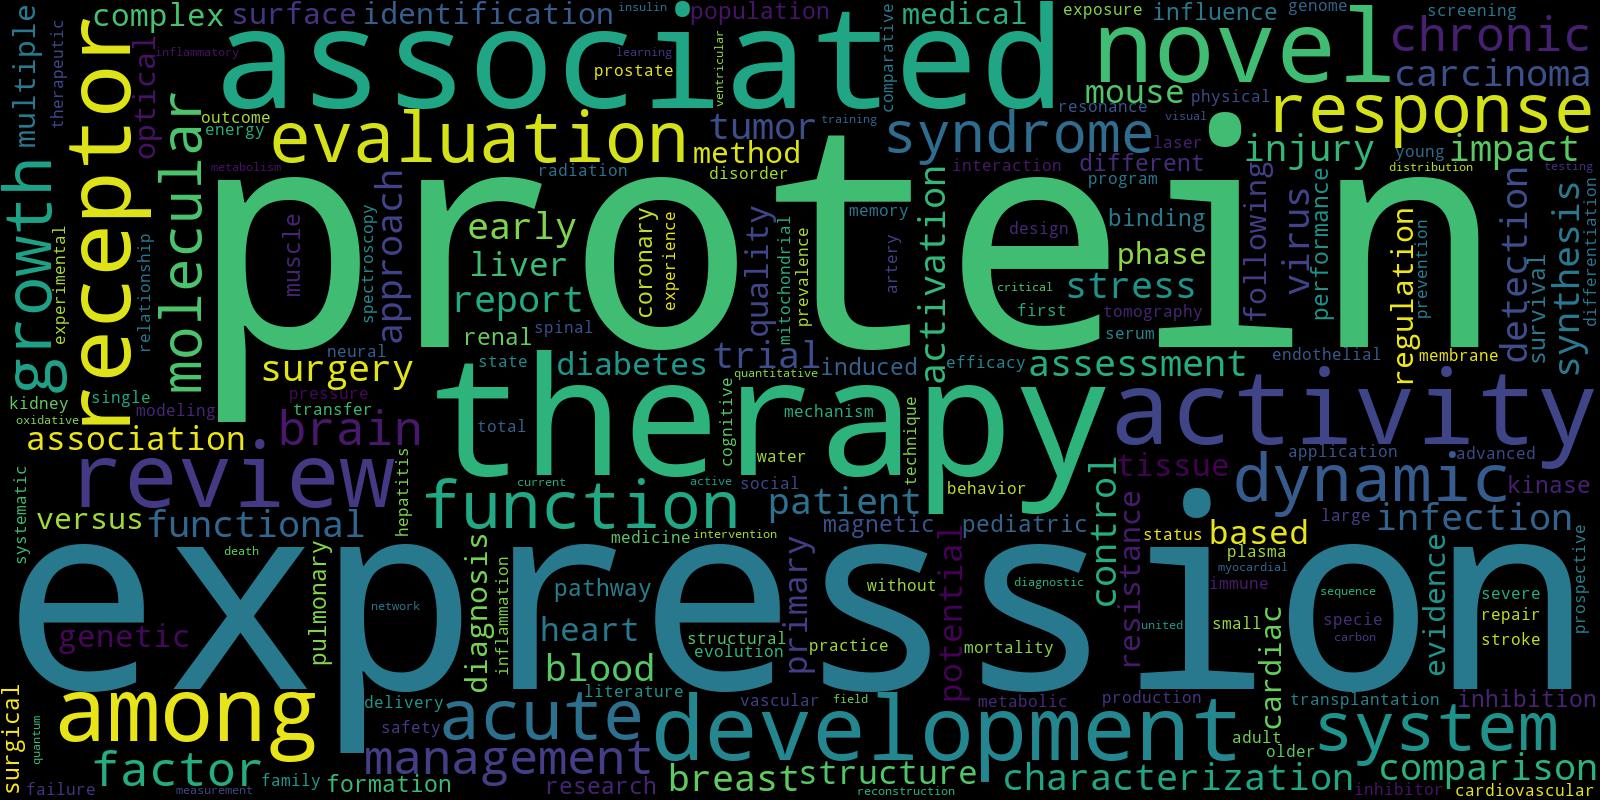 complex
surface
identification
insulin
population
medical
exposure
influence
genome
screening
multiple
therapeutic
receptor
optical
inflammatory
associated
learning
prostate
ventricular
comparative
novel
chronic
carcinoma
mouse
physical
resonance
visual
response
molecular
outcome
energy
evaluation
tumor
training
method
disorder
syndrome
laser
different
interaction
injury
young
impact
distribution
testing
metabolism
radiation
protein
growth
experimental
relationship
muscle
spectroscopy
approach
early
liver
report
renal
spinal
coronary
experience
quality
mitochondrial
prevalence
memory
artery
activation
program
design
binding
phase
critical
stress
first
tomography
serum
following
virus
performance
regulation
prevention
detection
survival
synthesis
differentiation
neural
surgery
state
diabetes
trial
induced
efficacy
assessment
endothelial
membrane
kidney
single
oxidative
modeling
pressure
transfer
quantitative
therapy
activity
association
brain
total
cognitive
mechanism
water
technique
review
hepatitis
current
active
social
behavior
control
tissue
application
advanced
dynamic
kinase
systematic
versus
functional
function
patient
magnetic
pediatric
resistance
large
infection
death
medicine
intervention
status
based
plasma
expression
pulmonary
diagnosis
inflammation
pathway
primary
without
potential
diagnostic
myocardial
immune
sequence
evidence
severe
prospective
network
genetic
heart
structural
evolution
practice
mortality
united
small
specie
carbon
repair
stroke
blood
cardiac
surgical
quantum
among
delivery
literature
safety
acute
vascular
field
metabolic
production
development
transplantation
inhibition
adult
older
system
factor
management
failure
measurement
family
formation
research
breast
structure
reconstruction
characterization
comparison
inhibitor
cardiovascular